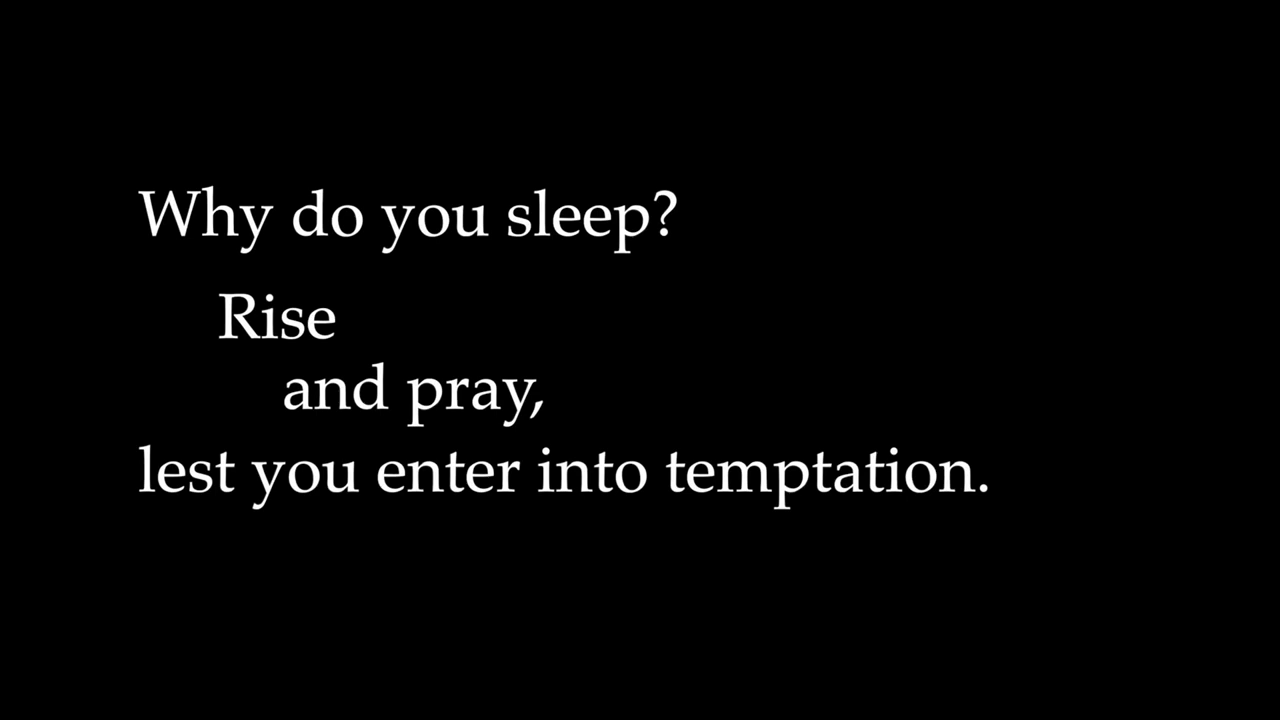 Why do you sleep?
Rise
and pray,
lest you enter into temptation.